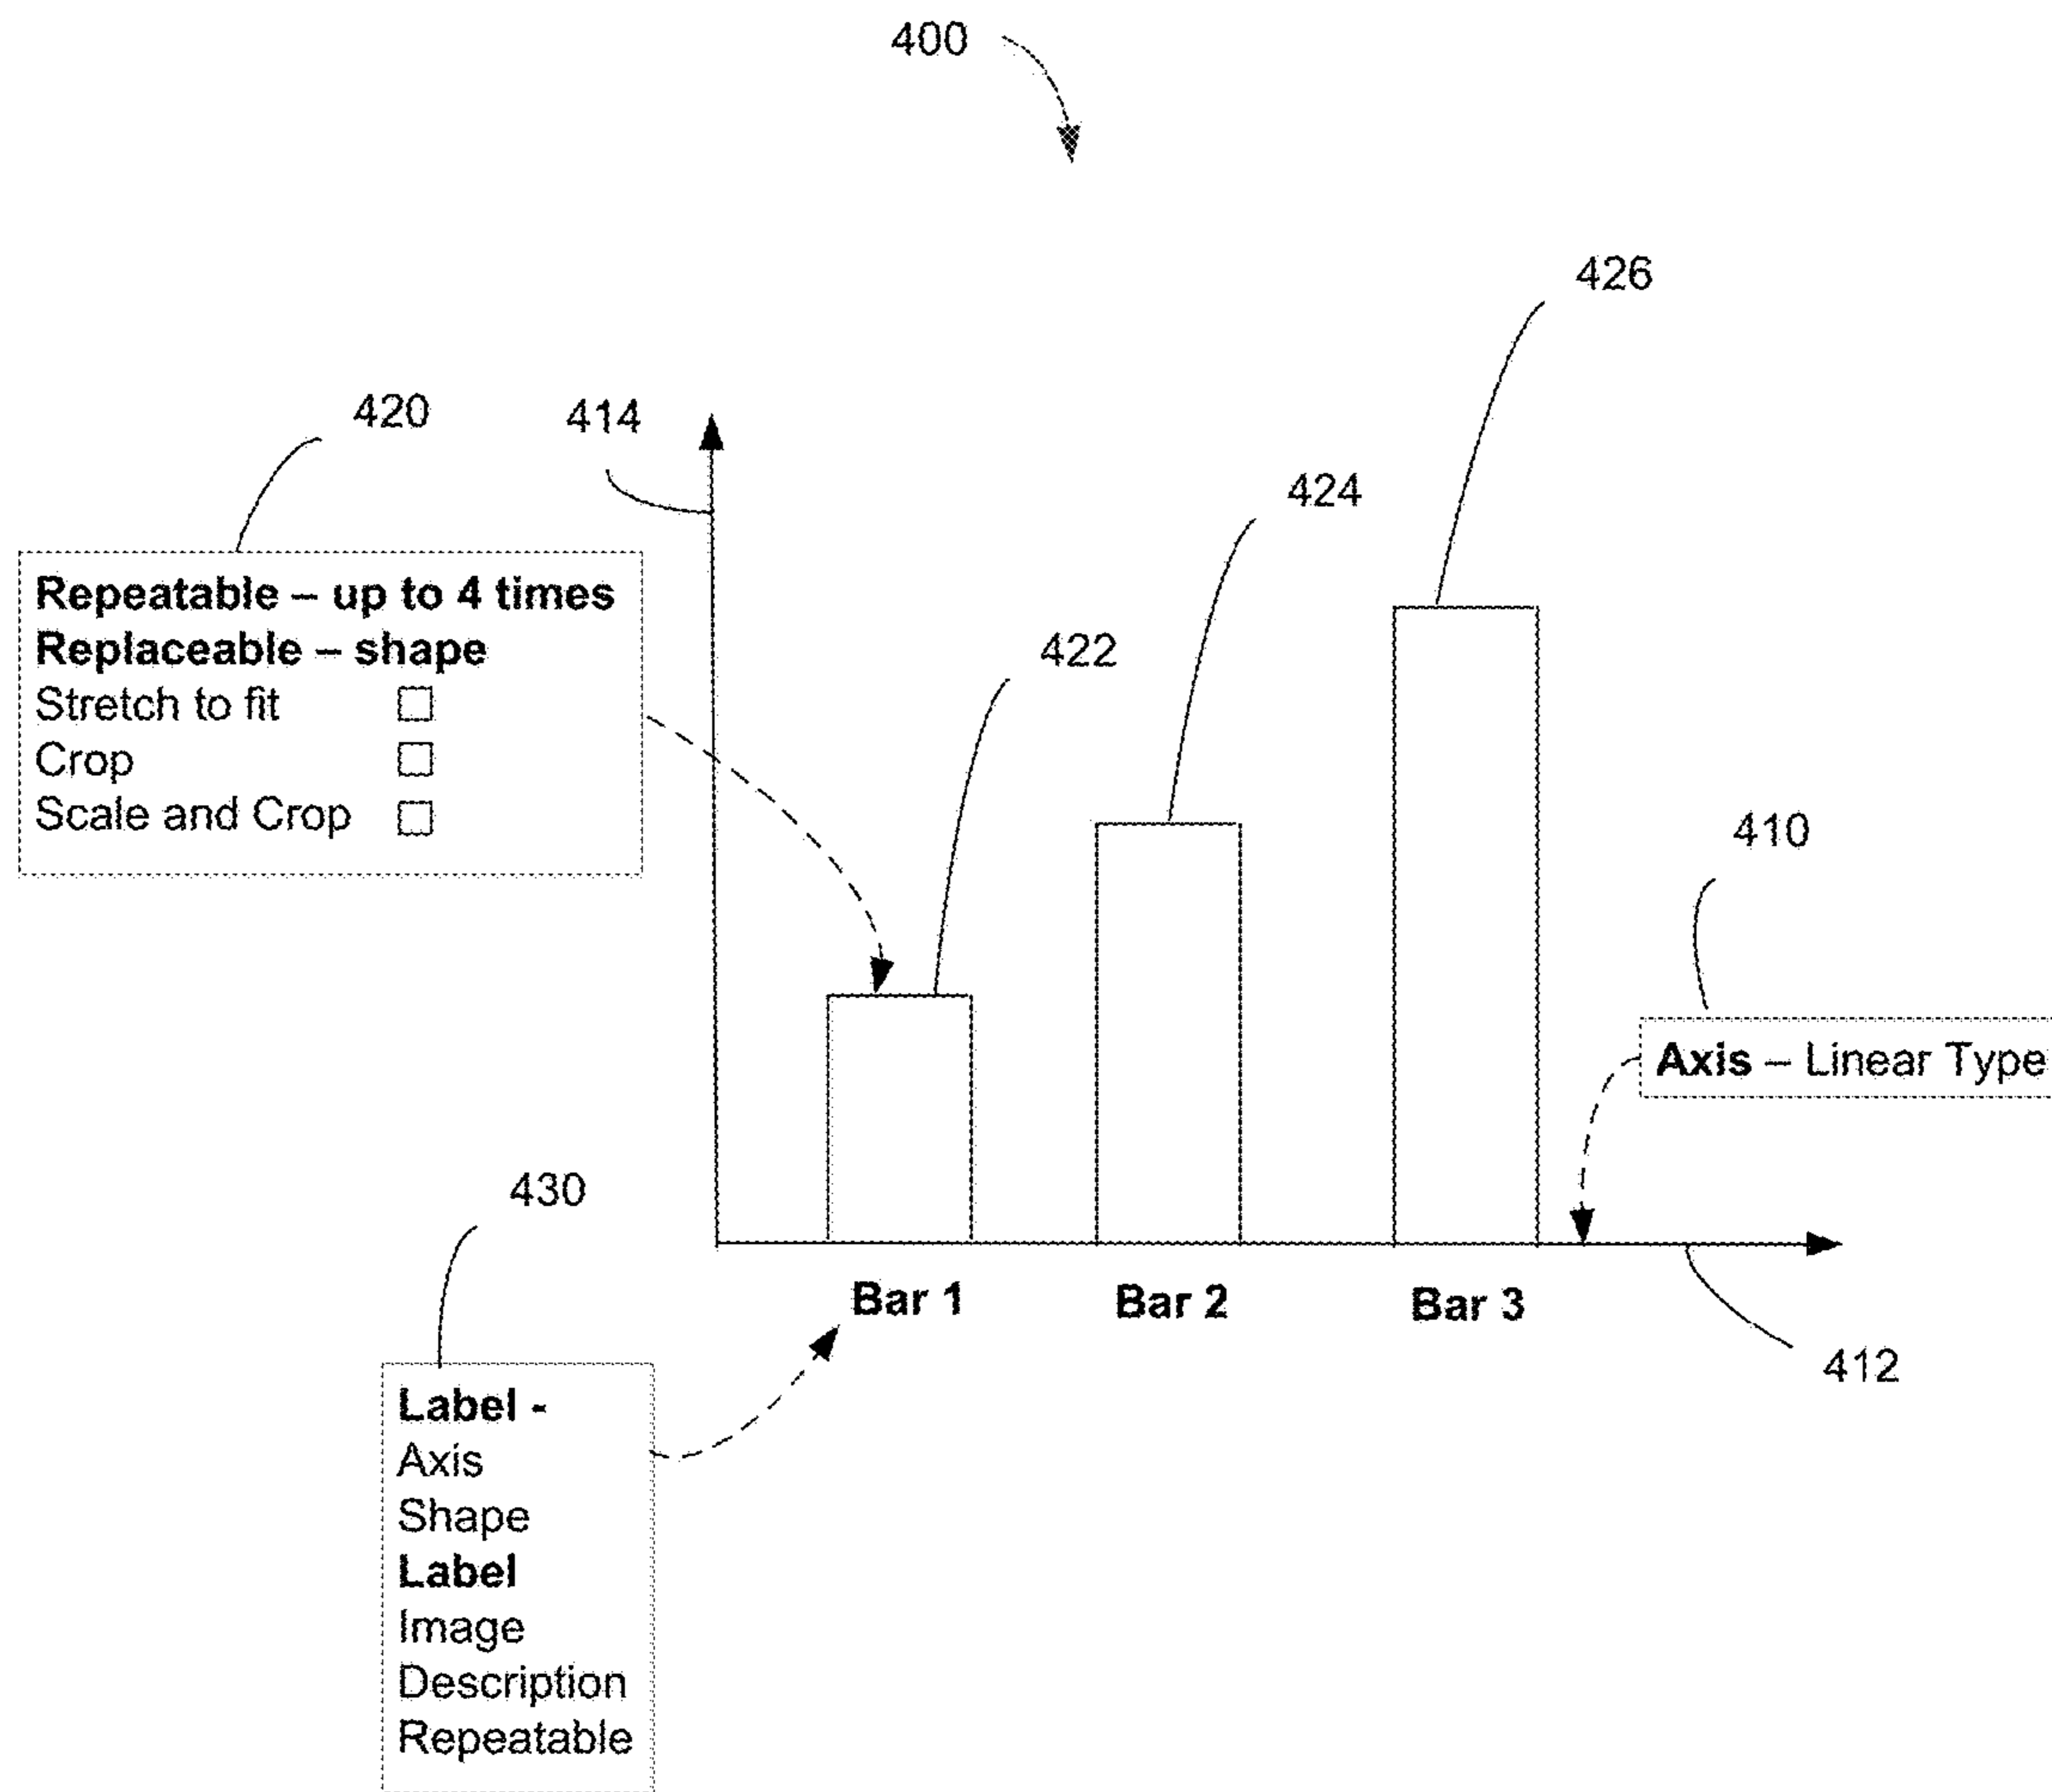 400
426
420
414
424
Repeatable – up to 4 times
Replaceable – shape
Stretch to fit
Crop
Scale and Crop
422
410
Axis – Linear Type
430
Bar 1
Bar 2
Bar 3
412
Label -
Axis
Shape
Label
Image
Description
Repeatable